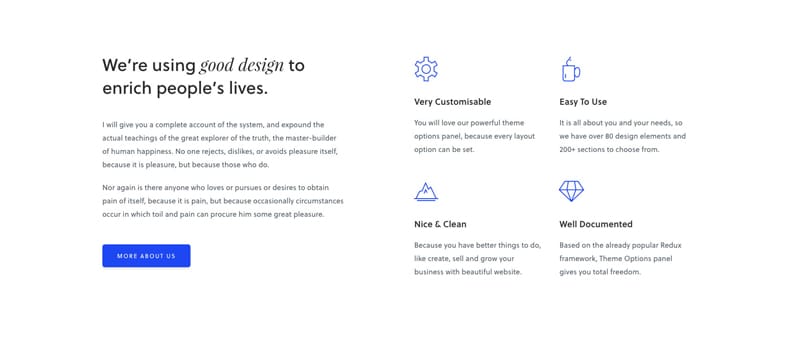 We're using good design to
enrich people's lives.
I will give you a complete account of the system, and expound the
actual teachings of the great explorer of the truth, the master-builder
of human happiness. No one rejects, dislikes, or avoids pleasure itself,
because it is pleasure, but because those who do.
Nor again is there anyone who loves or pursues or desires to obtain
pain of itself, because it is pain, but because occasionally circumstances
occur in which toil and pain can procure him some great pleasure.
MORE ABOUT US
Very Customisable
You will love our powerful theme
options panel, because every layout
option can be set.
Easy To Use
It is all about you and your needs, so
we have over 80 design elements and
200+ sections to choose from.
Nice & Clean
Because you have better things to do,
like create, sell and grow your
business with beautiful website.
Well Documented
Based on the already popular Redux
framework, Theme Options panel
gives you total freedom.